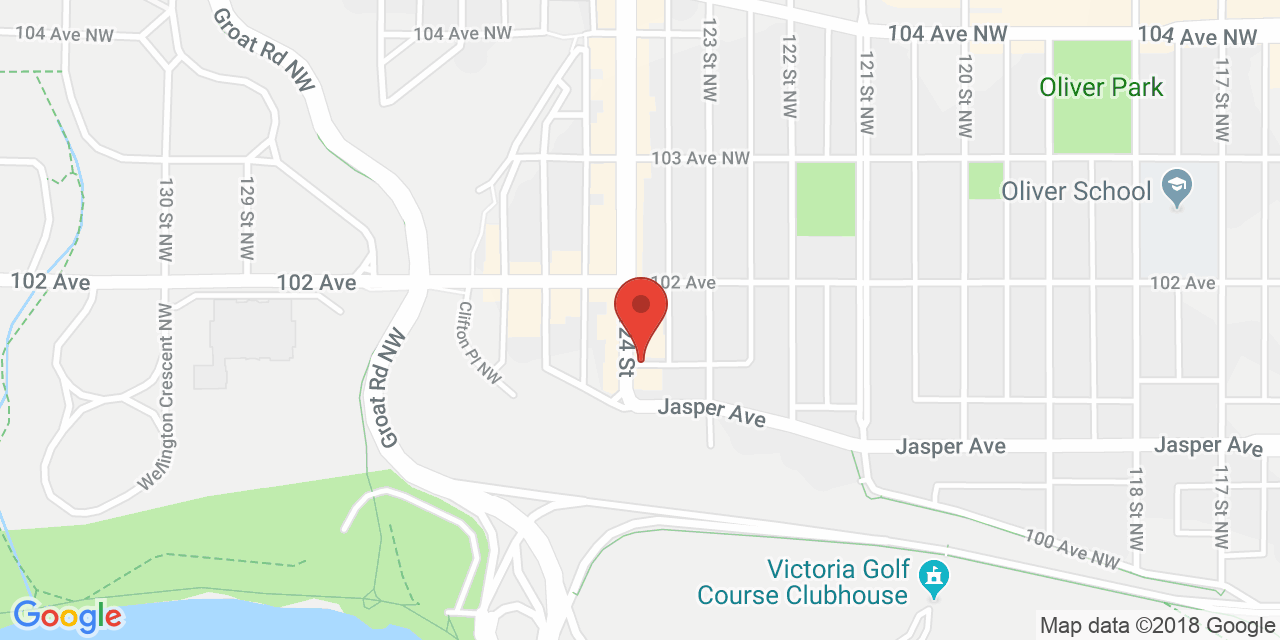 104 Ave NW
Groat Rd NW
104 Ave NW
123 St NW
122 St NW
121 St NW
104 Ave NW
120 St NW
104 Ave NW
117 St NW
Oliver Park
103 Ave NW
130 St NW
129 St NW
Oliver School
102 Ave
102 Ave
102 Ave
102 Ave
Clifton Pl NW
24 St
Groat Rd NW
Wellington Crescent NW
Jasper Ave
Jasper Ave
Jasper Ave
118 St NW
117 St NW
100 Ave NW
Victoria Golf
Course Clubhouse
Google
Map data ©2018 Google